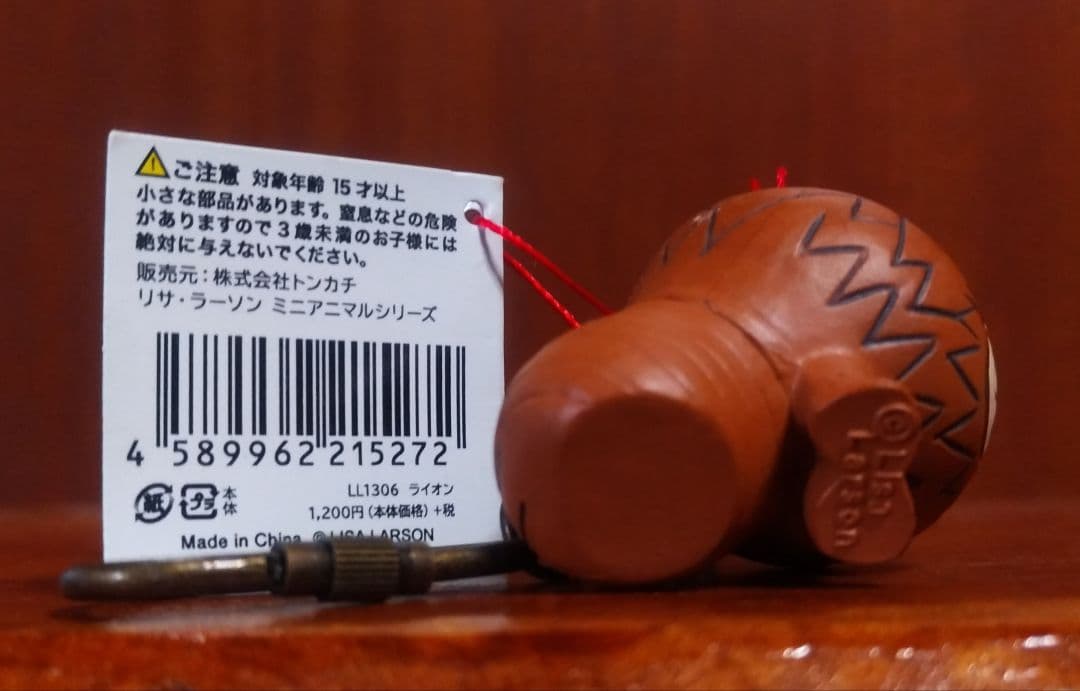 ご注意 対象年齢 15才以上
小さな部品があります。窒息などの危険
がありますので3歳未満のお子様には
絶対に与えないでください。
販売元：株式会社トンカチ
リサ・ラーソン ミニアニマルシリーズ
4 589962 215272
紙 プラ 本体
LL1306 ライオン
1,200円（本体価格）+税
Made in China © LISA LARSON
©Lisa
Larson